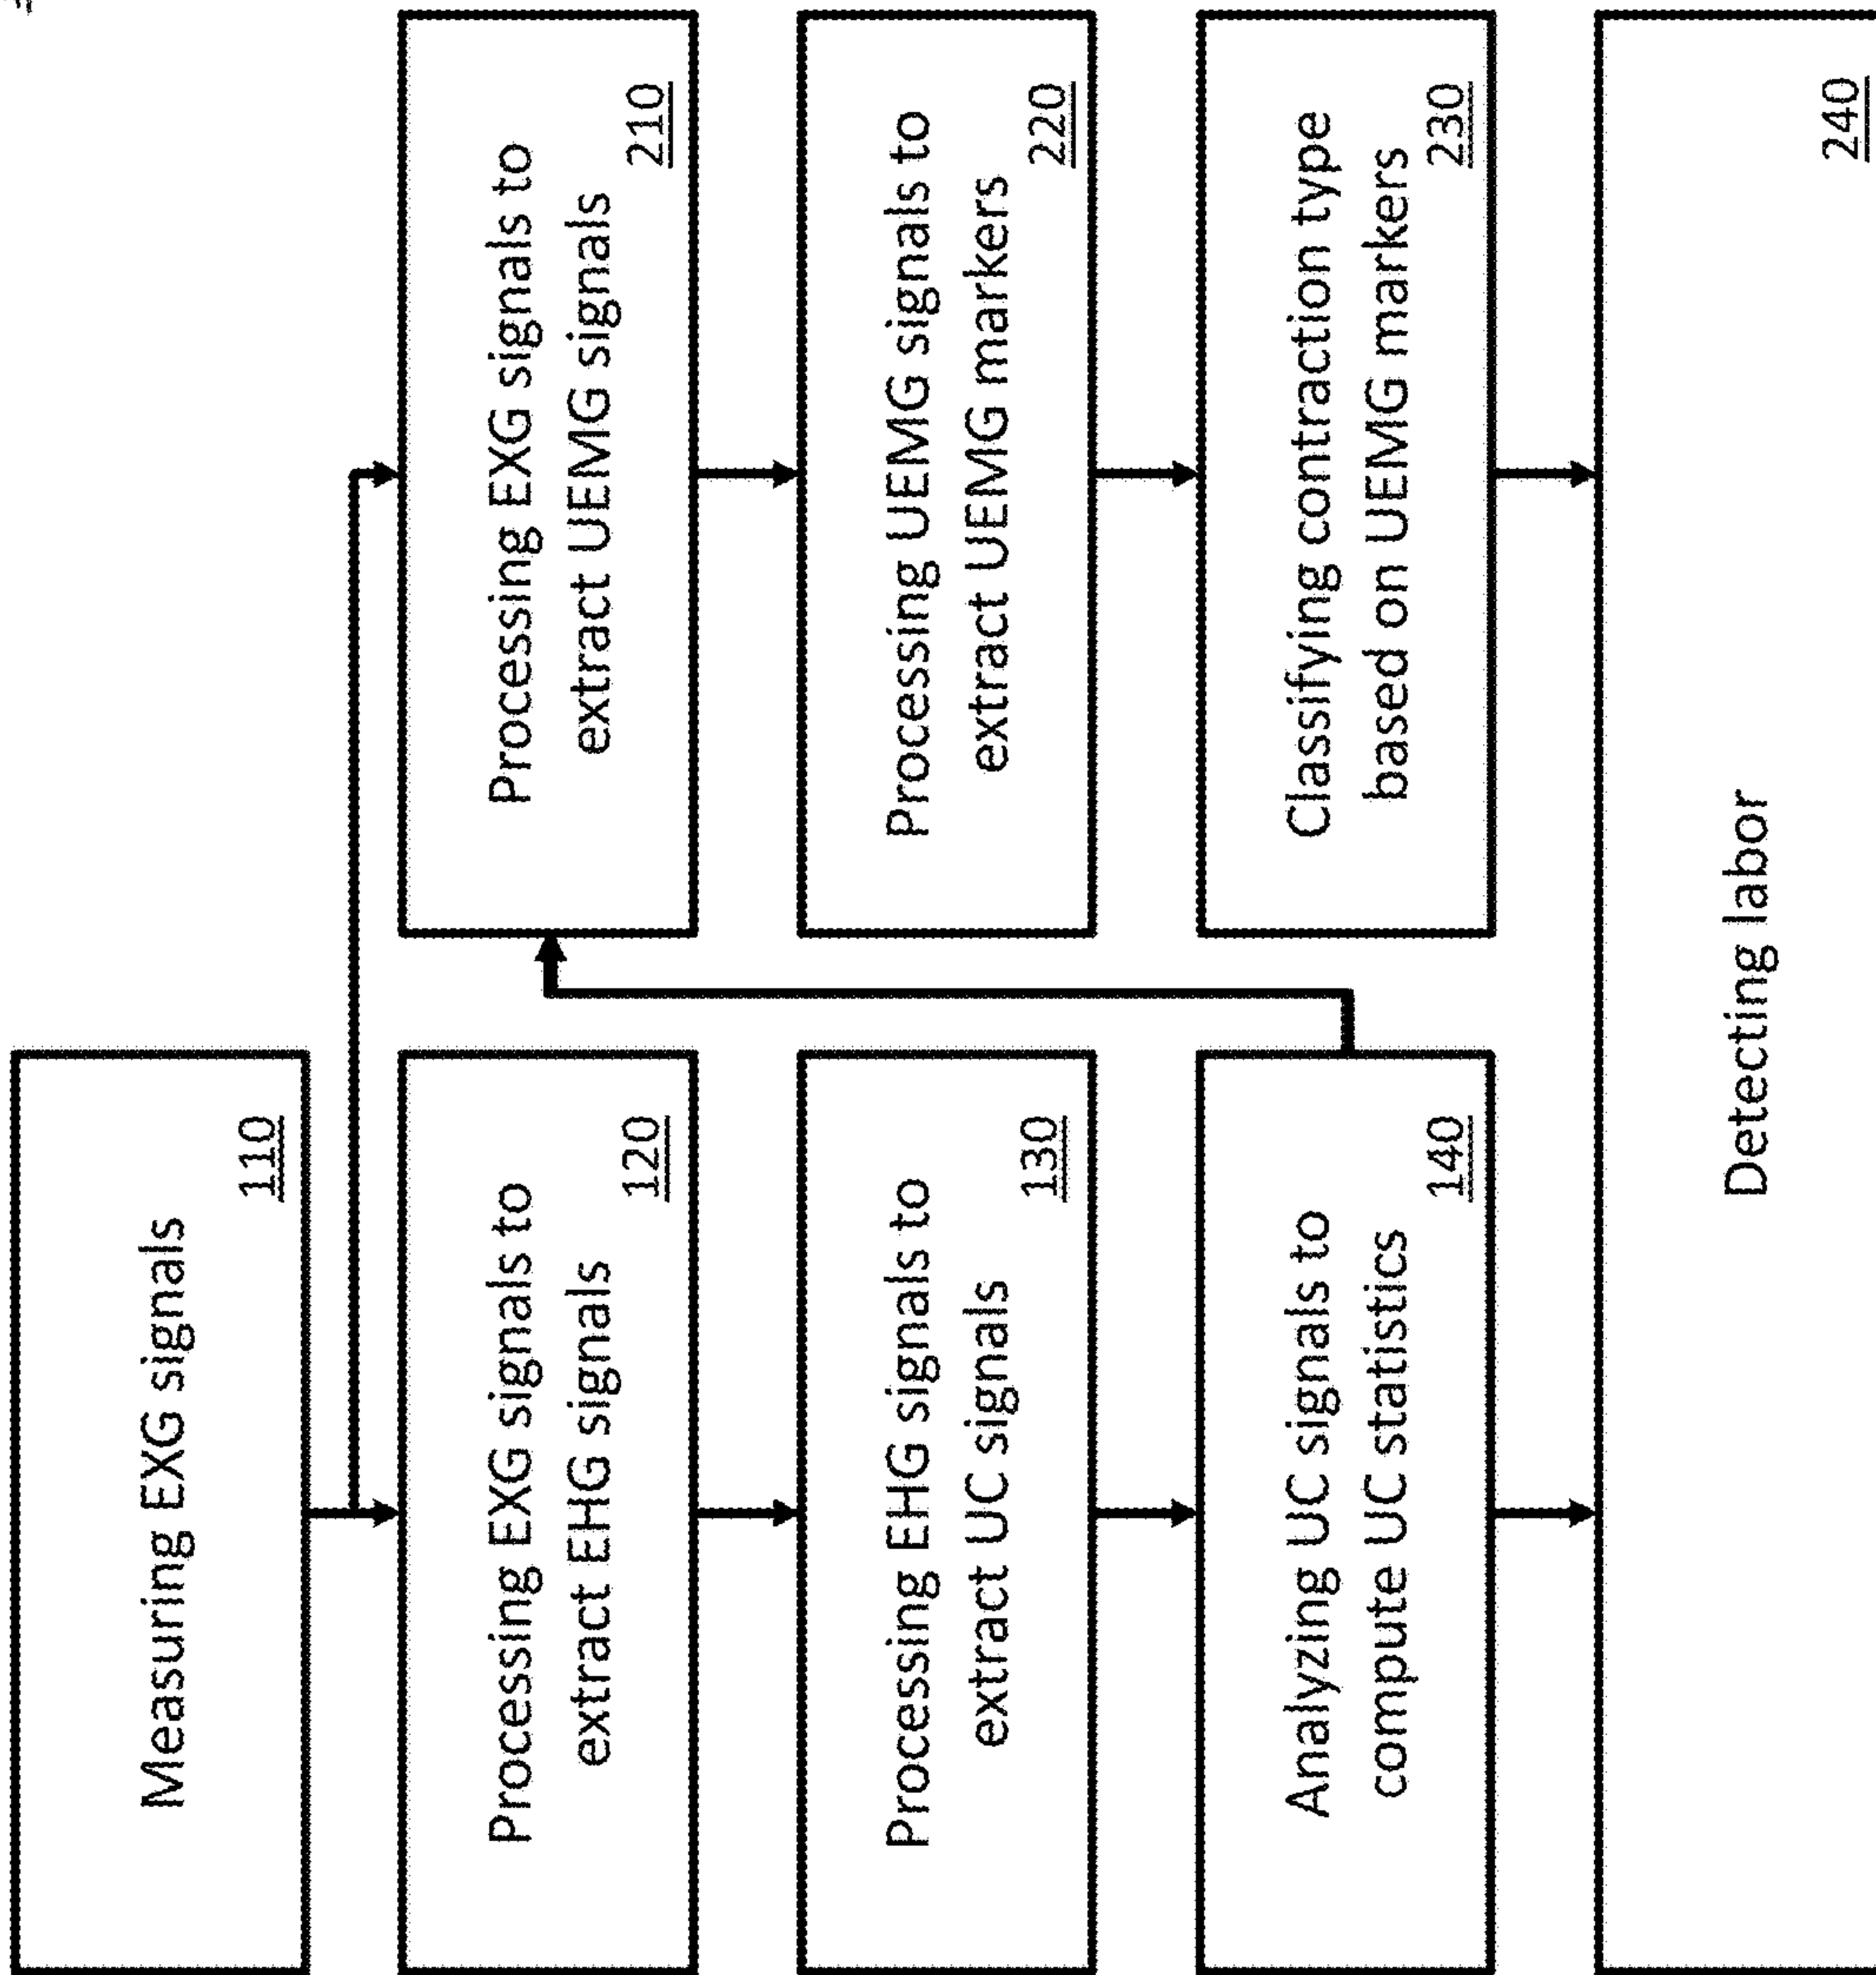 Measuring EXG signals
110
Processing EXG signals to
extract EHG signals
120
Processing EHG signals to
extract UC signals
130
Analyzing UC signals to
compute UC statistics
140
Processing EXG signals to
extract UEMG signals
210
Processing UEMG signals to
extract UEMG markers
220
Classifying contraction type
based on UEMG markers
230
Detecting labor
240